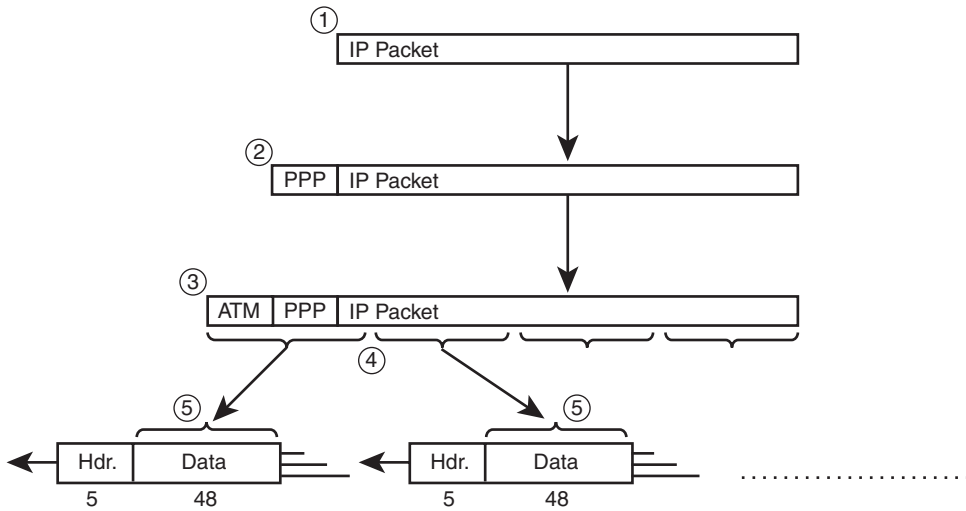 ①
IP Packet
②
PPP IP Packet
③
ATM PPP IP Packet
④
⑤ ⑤
Hdr. Data Hdr. Data
5 48 5 48